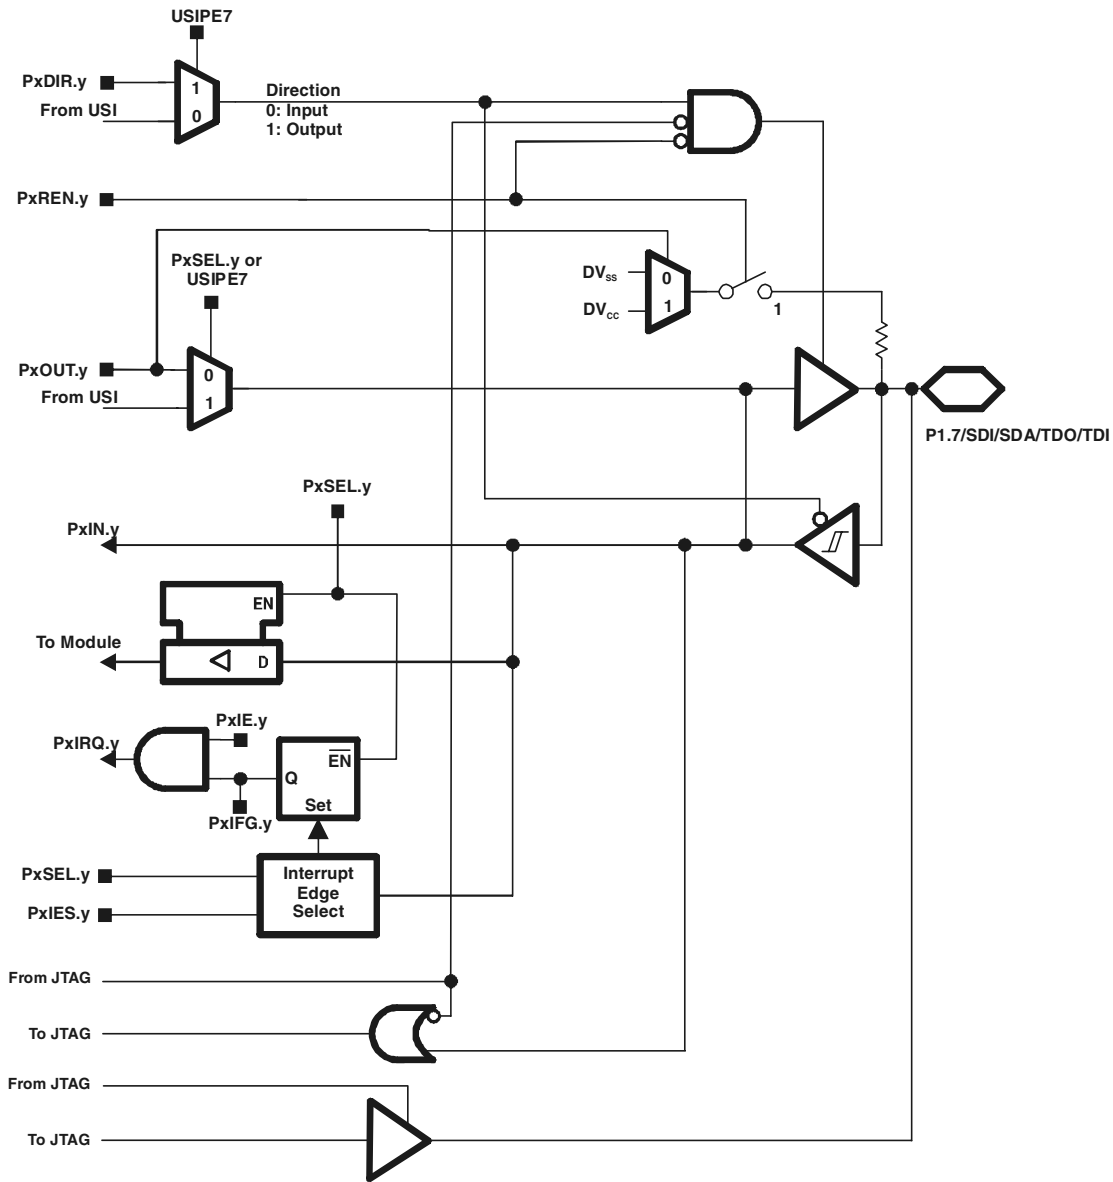 USIPE7
PxDIR.y
1
From USI
0
Direction
0: Input
1: Output
PxREN.y
PxSEL.y or
USIPE7
DVss
0
DVcc
1
1
PxOUT.y
0
From USI
1
P1.7/SDI/SDA/TDO/TDI
PxSEL.y
PxIN.y
EN
To Module
D
PxIE.y
PxIRQ.y
EN
Q
Set
PxIFG.y
PxSEL.y
Interrupt
Edge
Select
PxIES.y
From JTAG
To JTAG
From JTAG
To JTAG